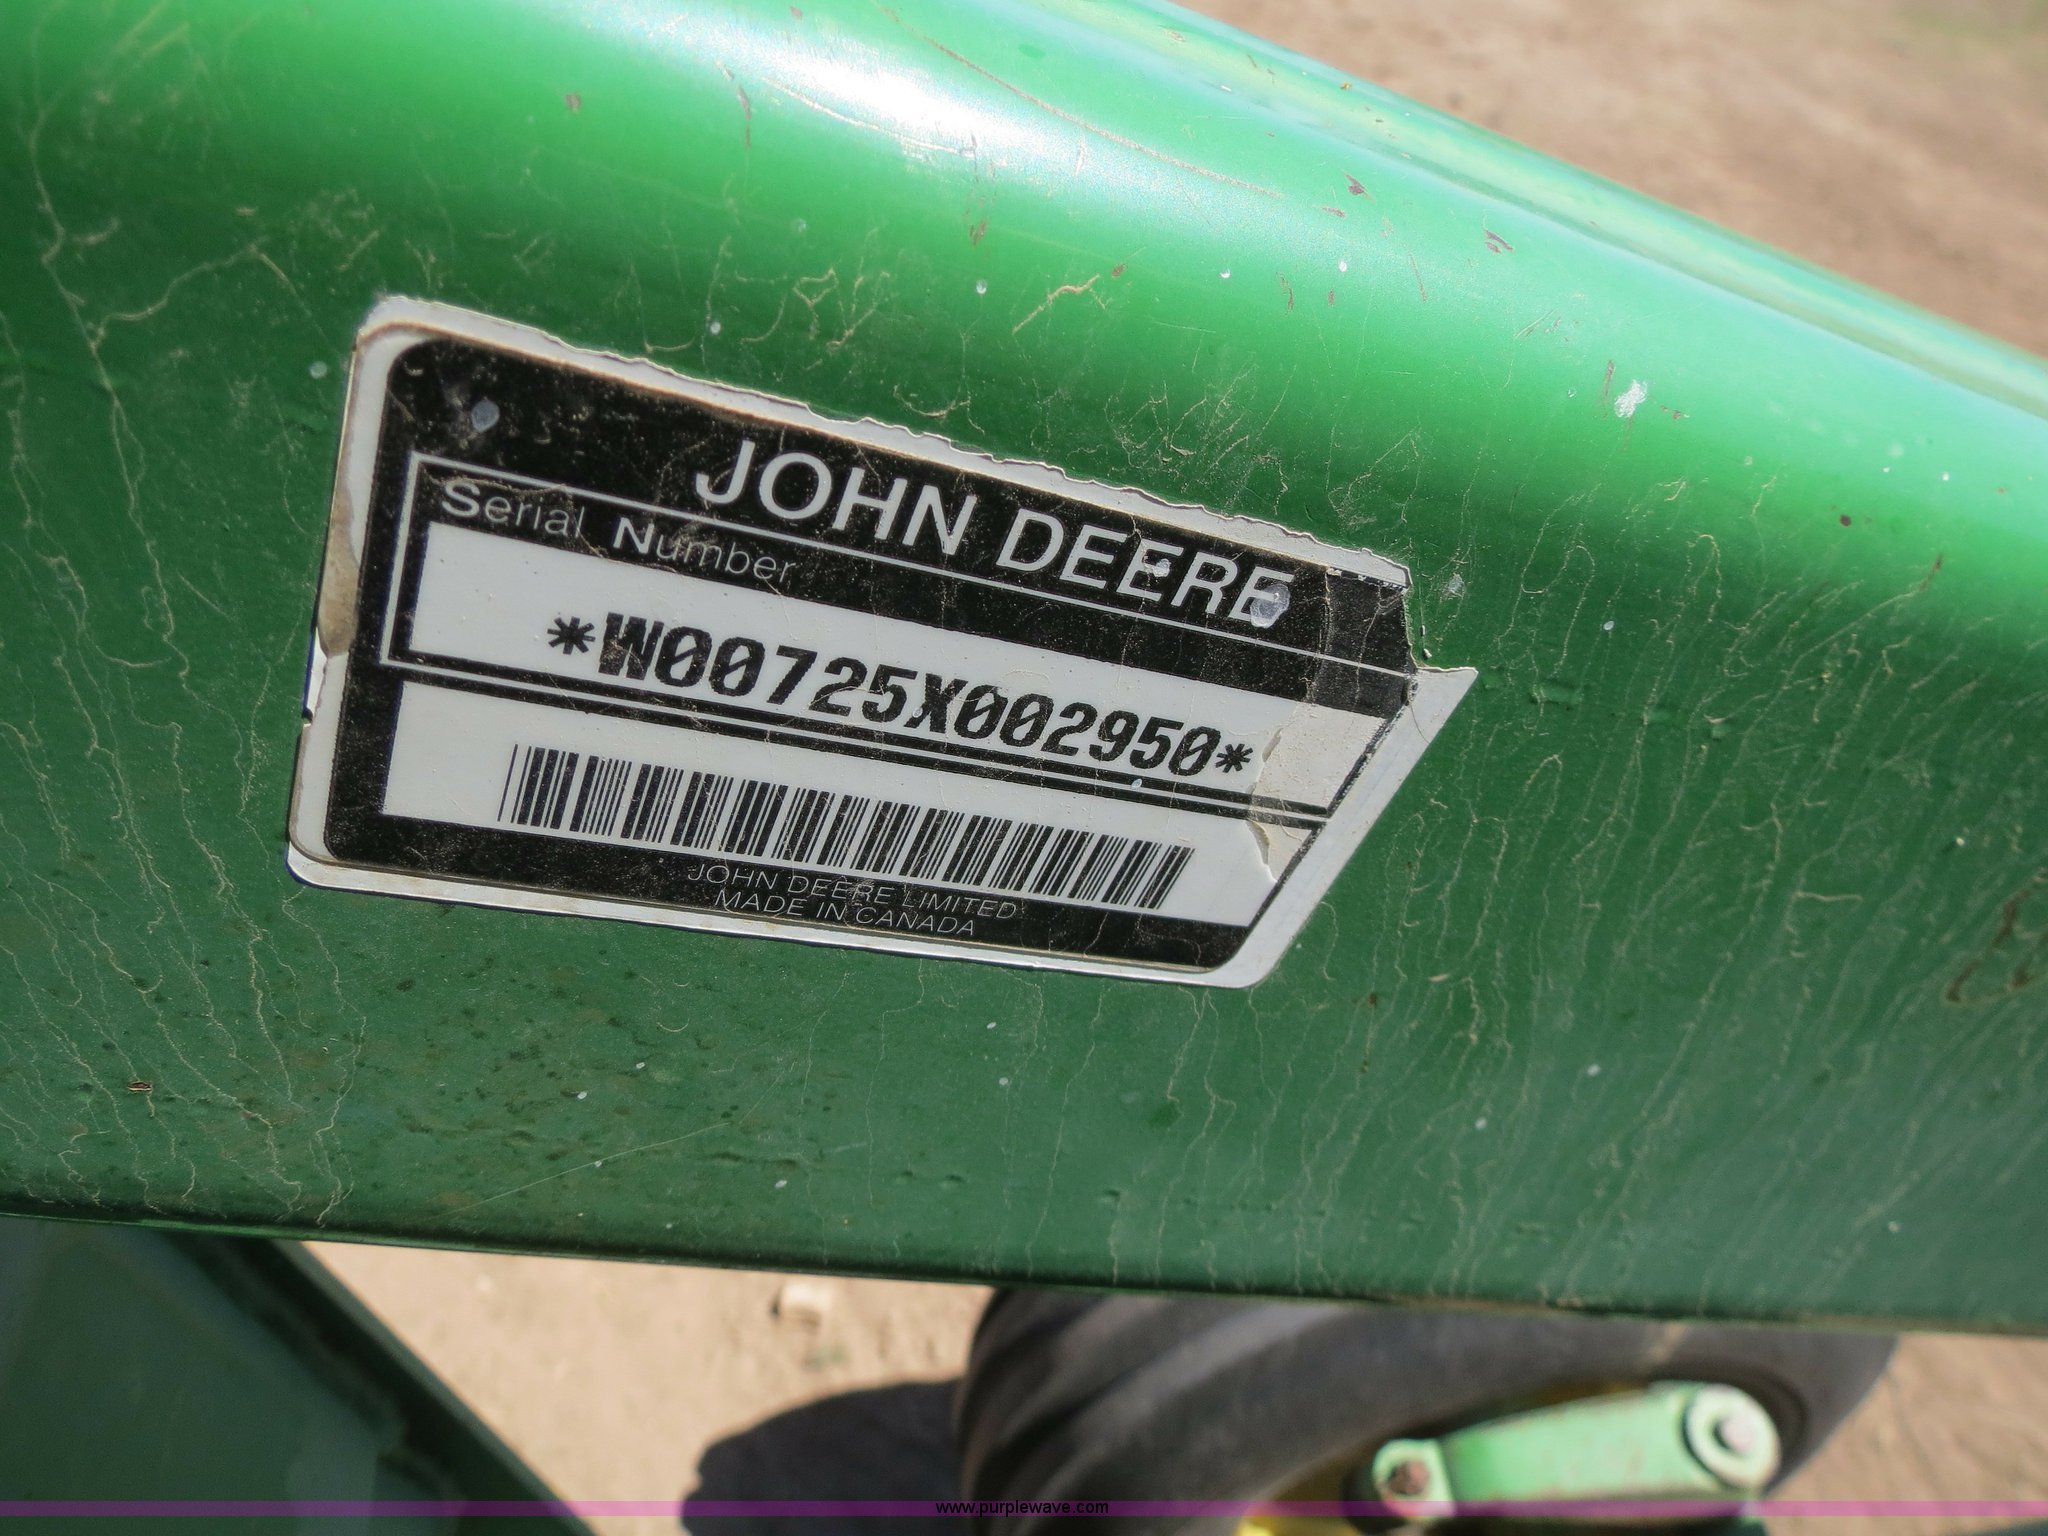 JOHN DEERE
Serial Number
*W00725X002950*
JOHN DEERE LIMITED
MADE IN CANADA
www.purplewave.com